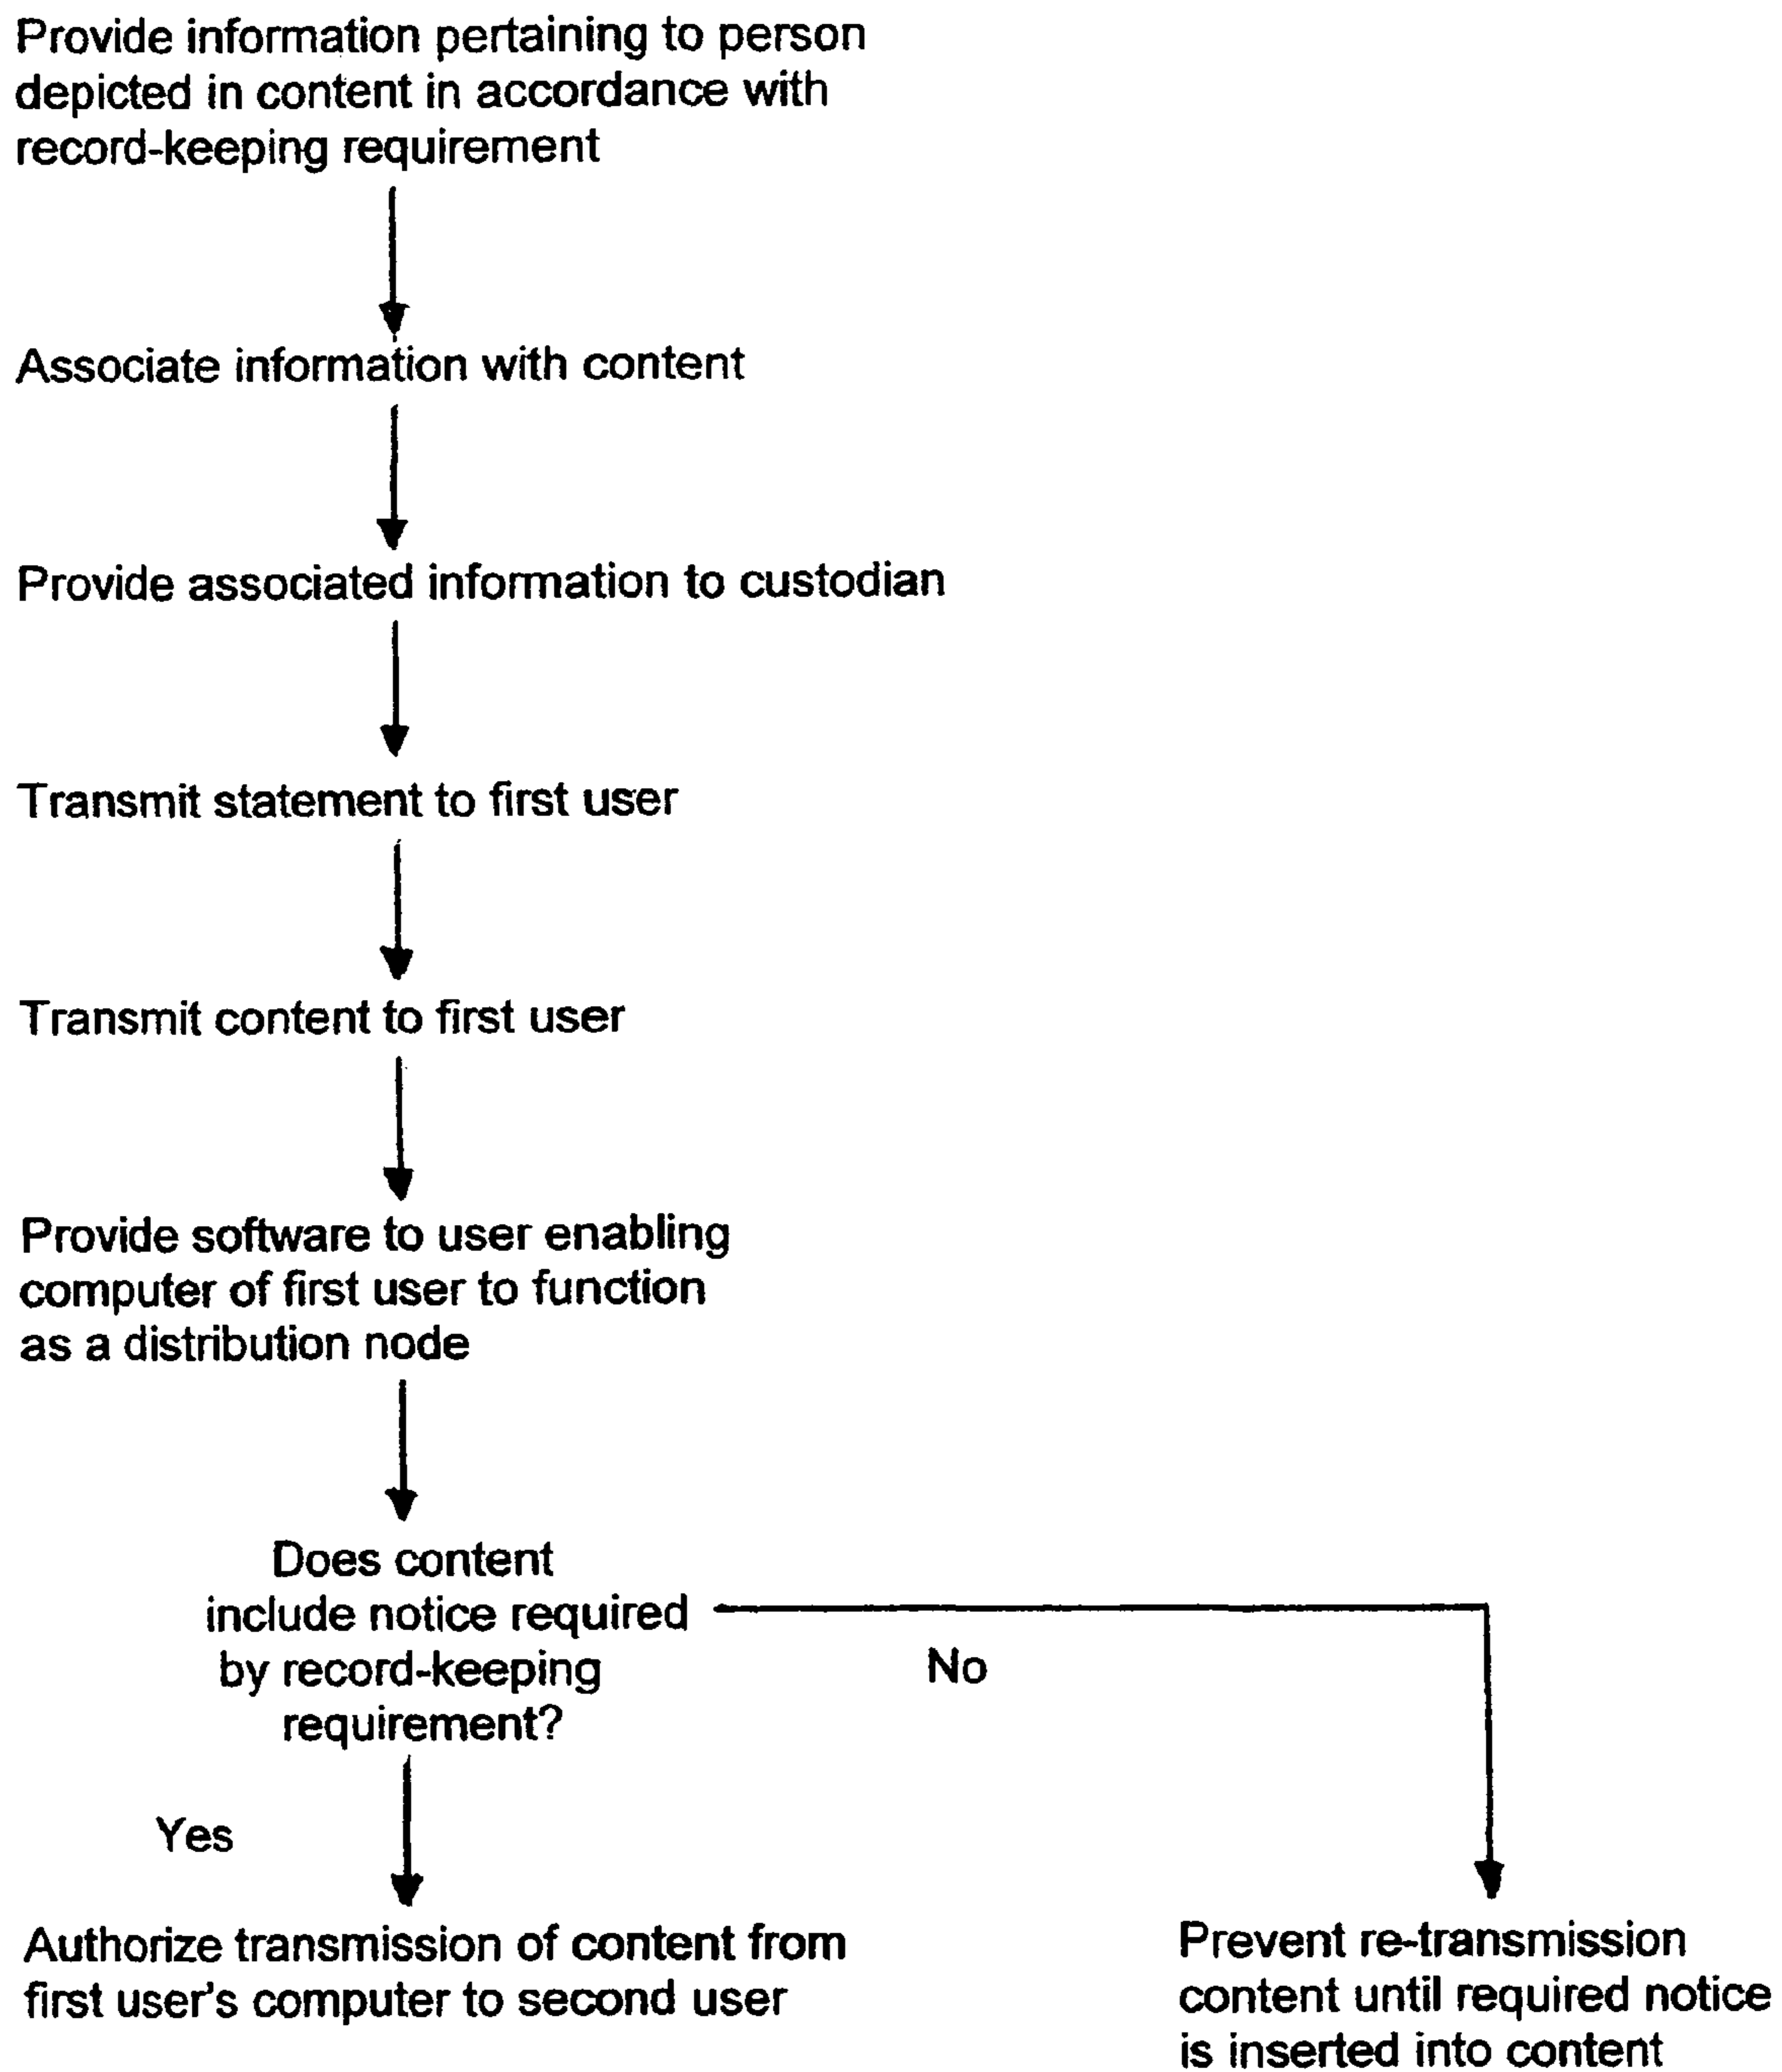 Provide information pertaining to person
depicted in content in accordance with
record-keeping requirement
Associate information with content
Provide associated information to custodian
Transmit statement to first user
Transmit content to first user
Provide software to user enabling
computer of first user to function
as a distribution node
Does content
include notice required
by record-keeping
requirement?
No
Yes
Authorize transmission of content from
first user's computer to second user
Prevent re-transmission
content until required notice
is inserted into content